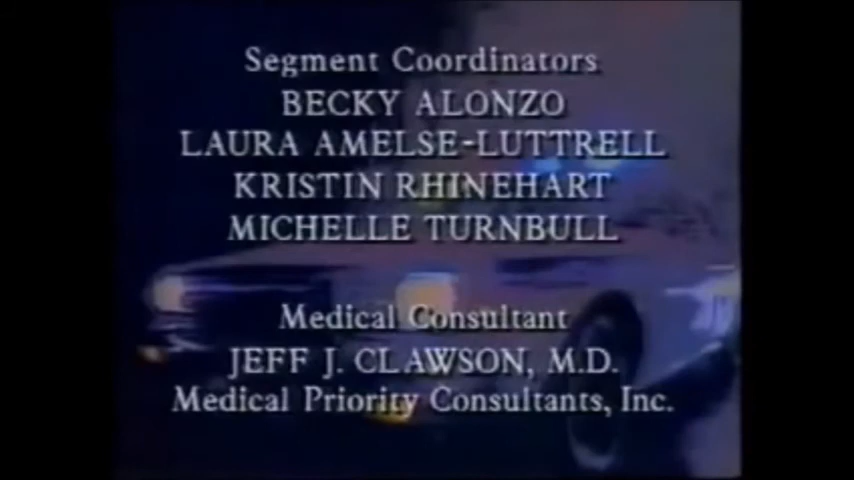 Segment Coordinators
BECKY ALONZO
LAURA AMELSE-LUTTRELL
KRISTIN RHINEHART
MICHELLE TURNBULL
Medical Consultant
JEFF J. CLAWSON, M.D.
Medical Priority Consultants, Inc.